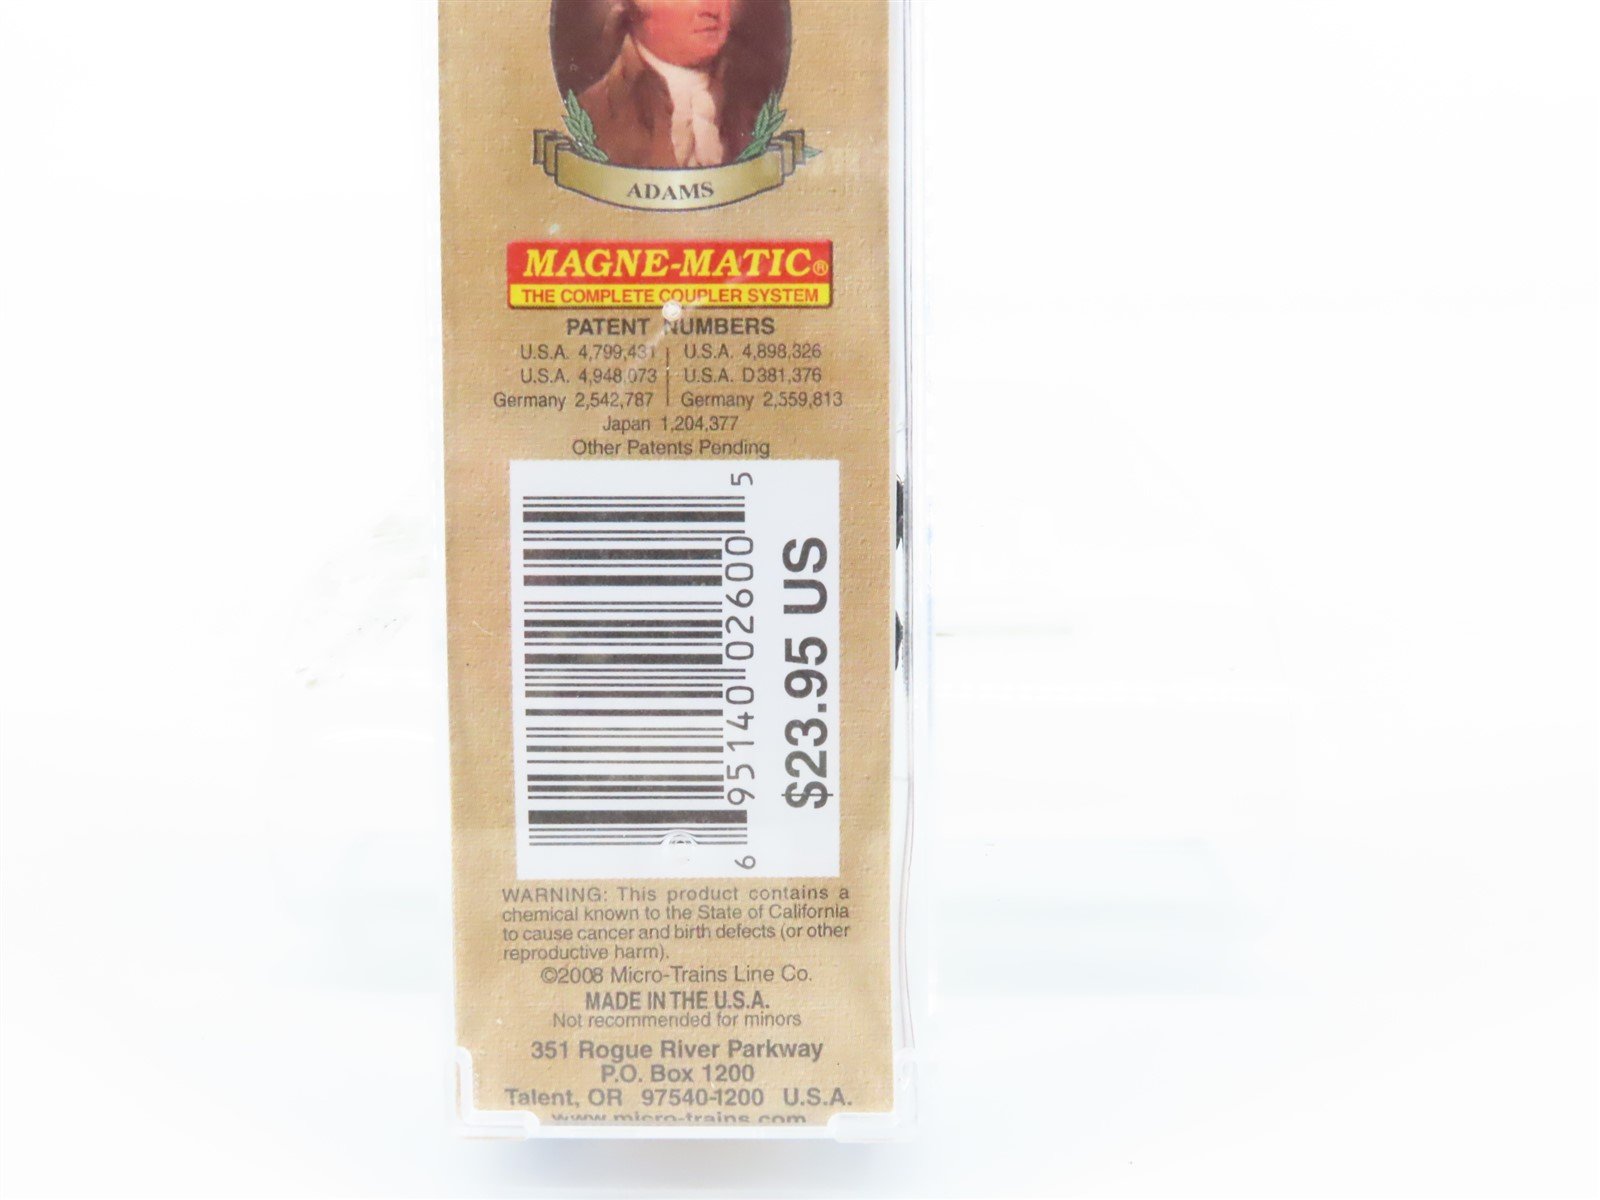 ADAMS
MAGNE-MATIC®
THE COMPLETE COUPLER SYSTEM
PATENT NUMBERS
U.S.A. 4,799,431 | U.S.A. 4,898,326
U.S.A. 4,948,073 | U.S.A. D381,376
Germany 2,542,787 | Germany 2,559,813
Japan 1,204,377
Other Patents Pending
6 95140 02600 5
$23.95 US
WARNING: This product contains a
chemical known to the State of California
to cause cancer and birth defects (or other
reproductive harm).
©2008 Micro-Trains Line Co.
MADE IN THE U.S.A.
Not recommended for minors
351 Rogue River Parkway
P.O. Box 1200
Talent, OR 97540-1200 U.S.A.
www.micro-trains.com